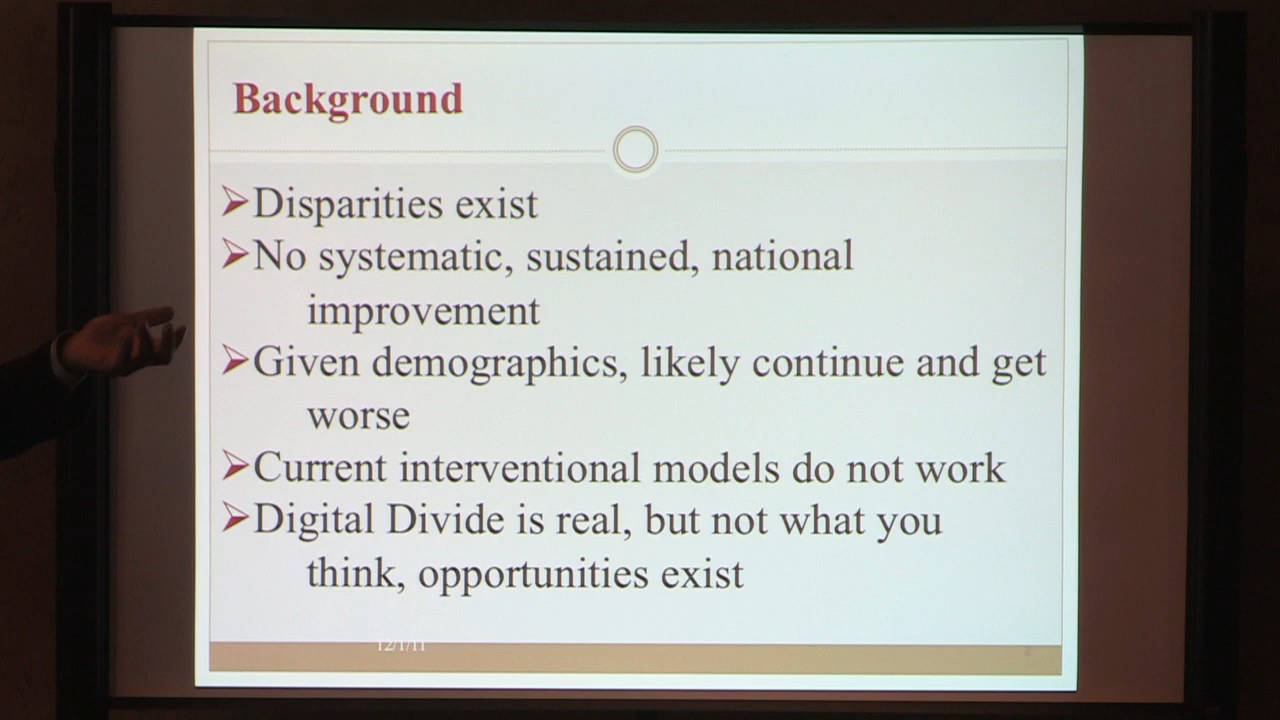 Background
Disparities exist
No systematic, sustained, national
improvement
Given demographics, likely continue and get
worse
Current interventional models do not work
Digital Divide is real, but not what you
think, opportunities exist
12/1/11
2